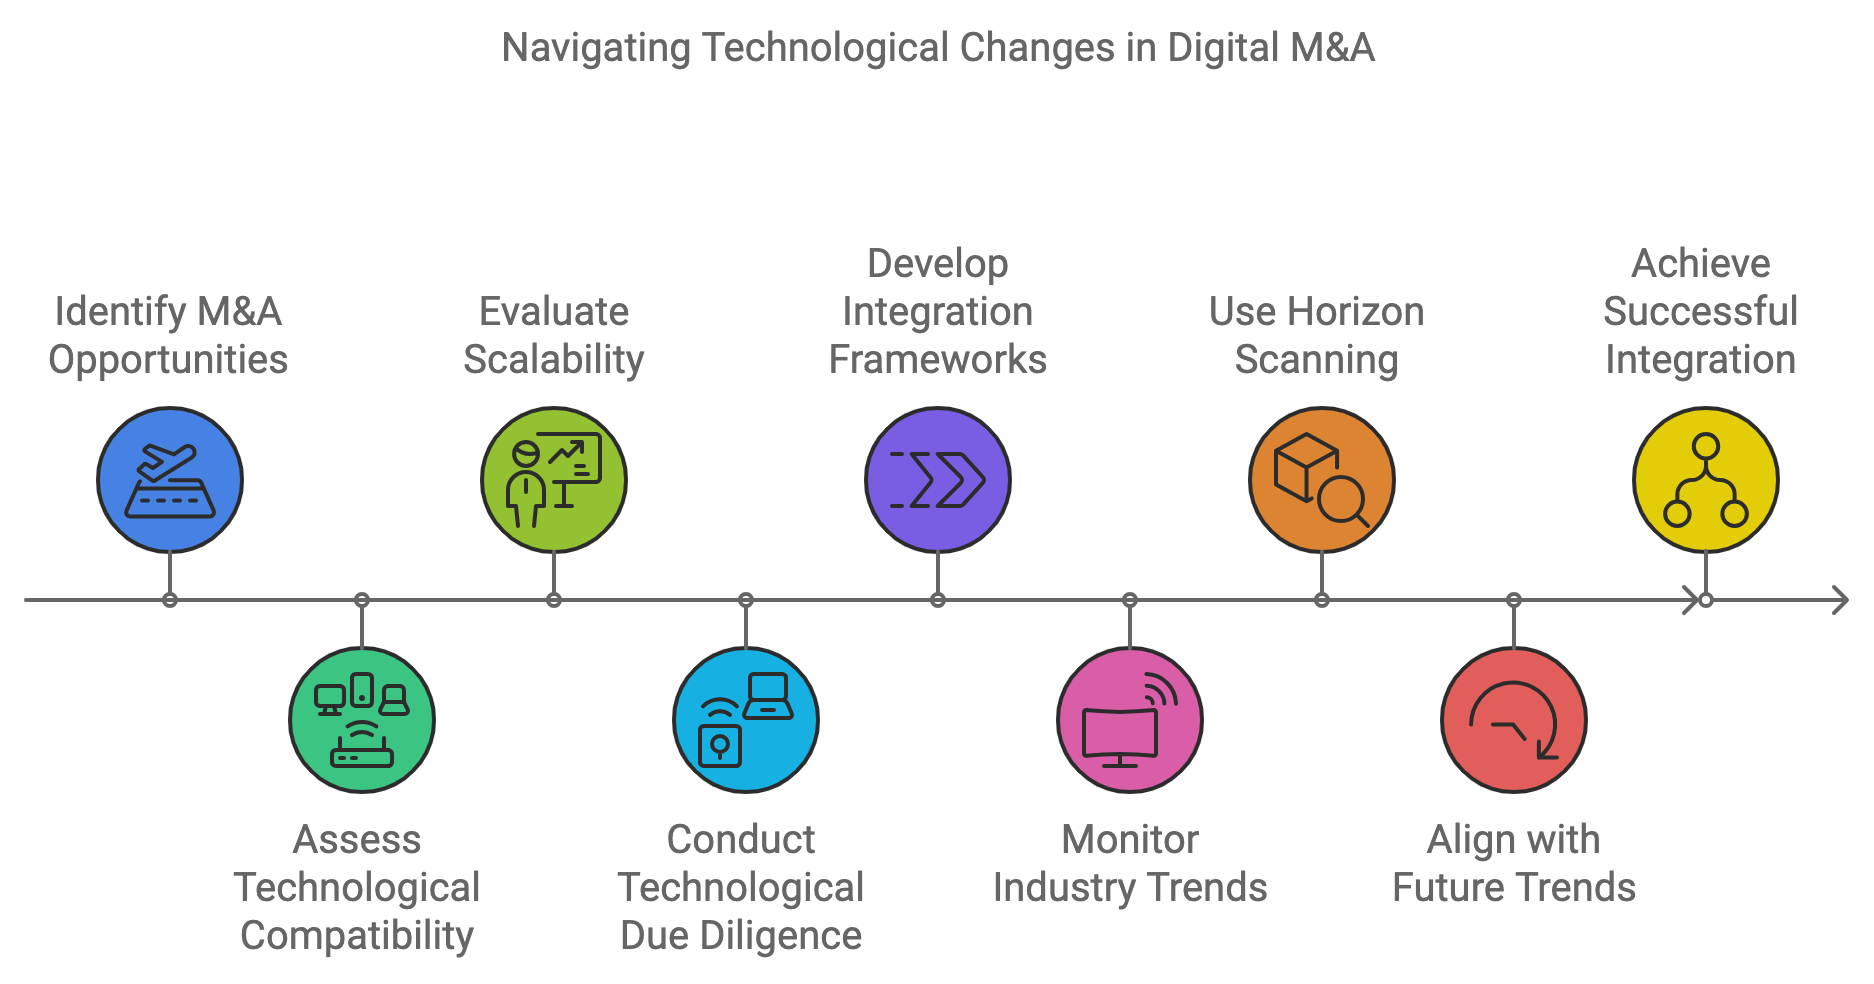 Navigating Technological Changes in Digital M&A
Identify M&A
Opportunities
Assess
Technological
Compatibility
Evaluate
Scalability
Conduct
Technological
Due Diligence
Develop
Integration
Frameworks
Monitor
Industry Trends
Use Horizon
Scanning
Align with
Future Trends
Achieve
Successful
Integration